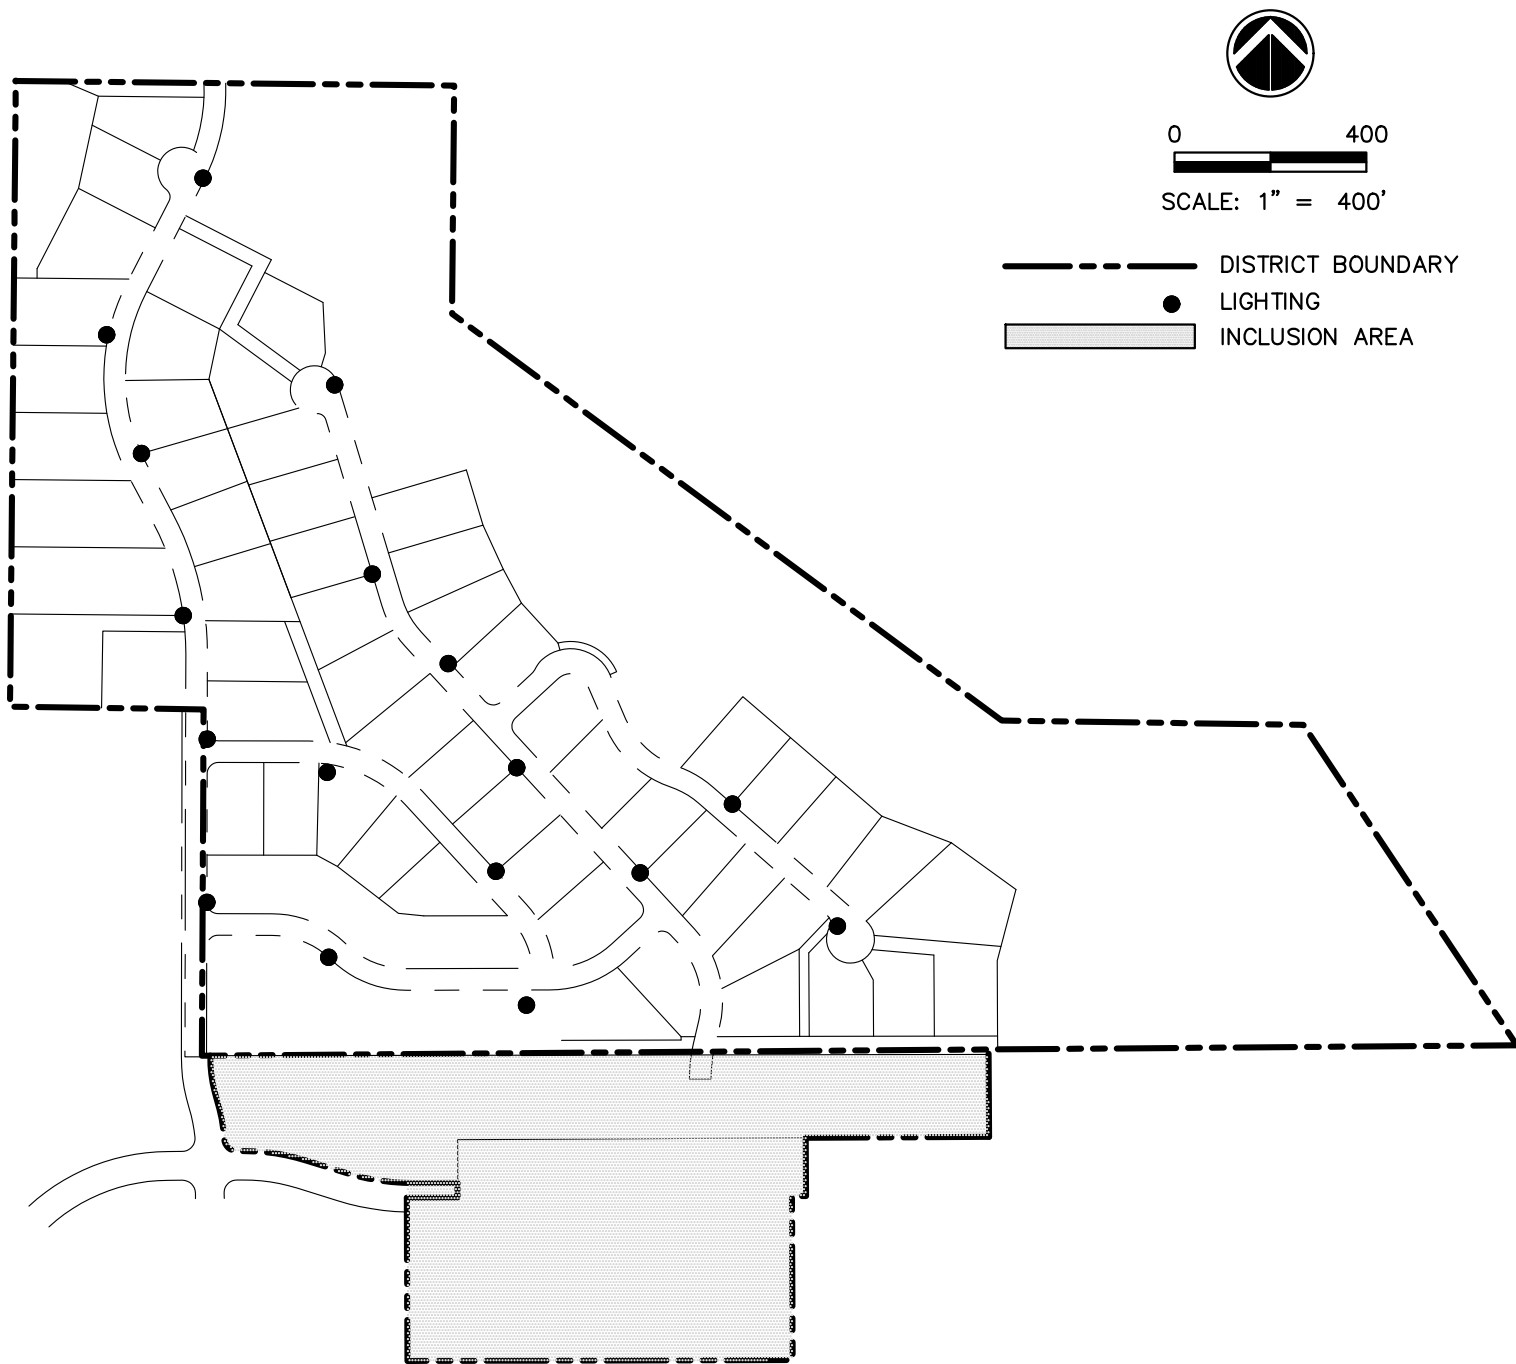 0 400
SCALE: 1" = 400'
DISTRICT BOUNDARY
LIGHTING
INCLUSION AREA